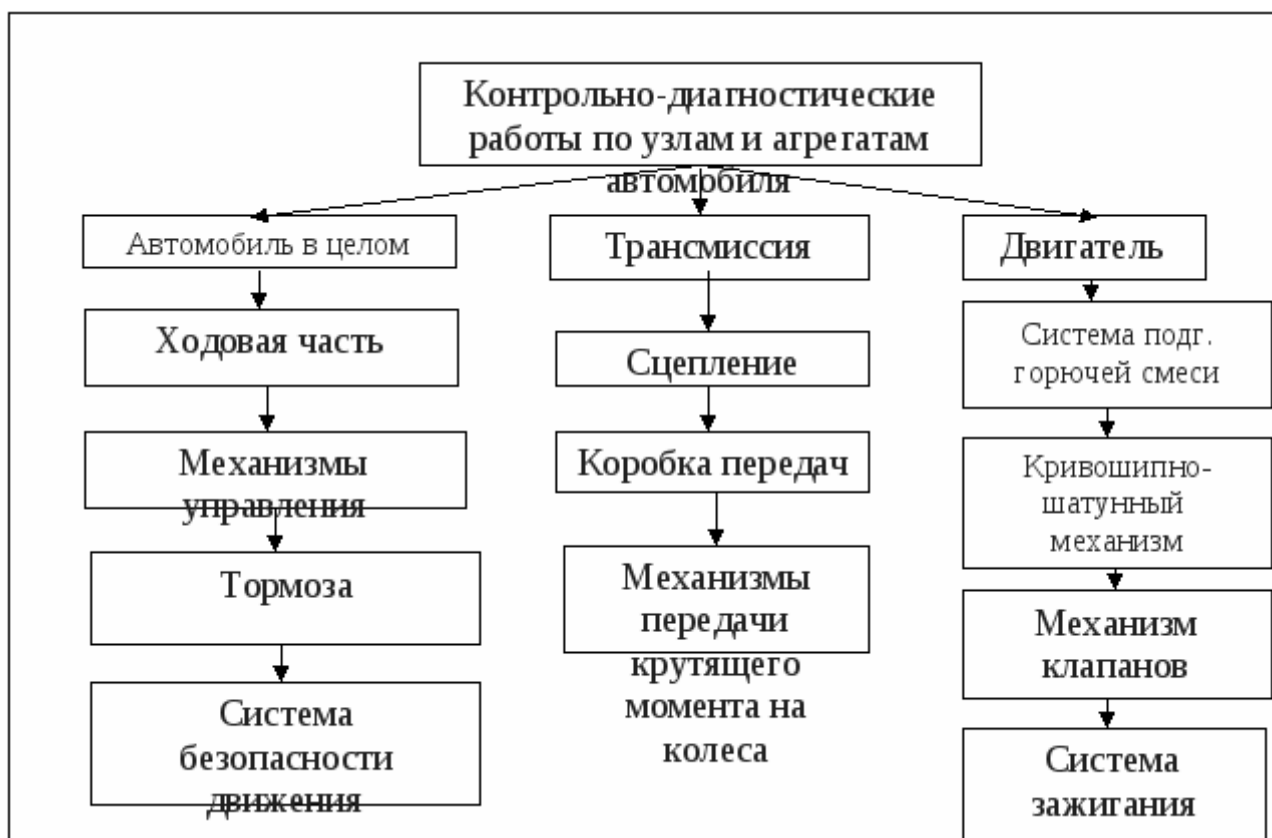 Контрольно-диагностические
работы по узлам и агрегатам
автомобиля
Автомобиль в целом
Ходовая часть
Механизмы
управления
Тормоза
Система
безопасности
движения
Трансмиссия
Сцепление
Коробка передач
Механизмы
передачи
крутящего
момента на
колеса
Двигатель
Система подг.
горючей смеси
Кривошипно-
шатунный
механизм
Механизм
клапанов
Система
зажигания